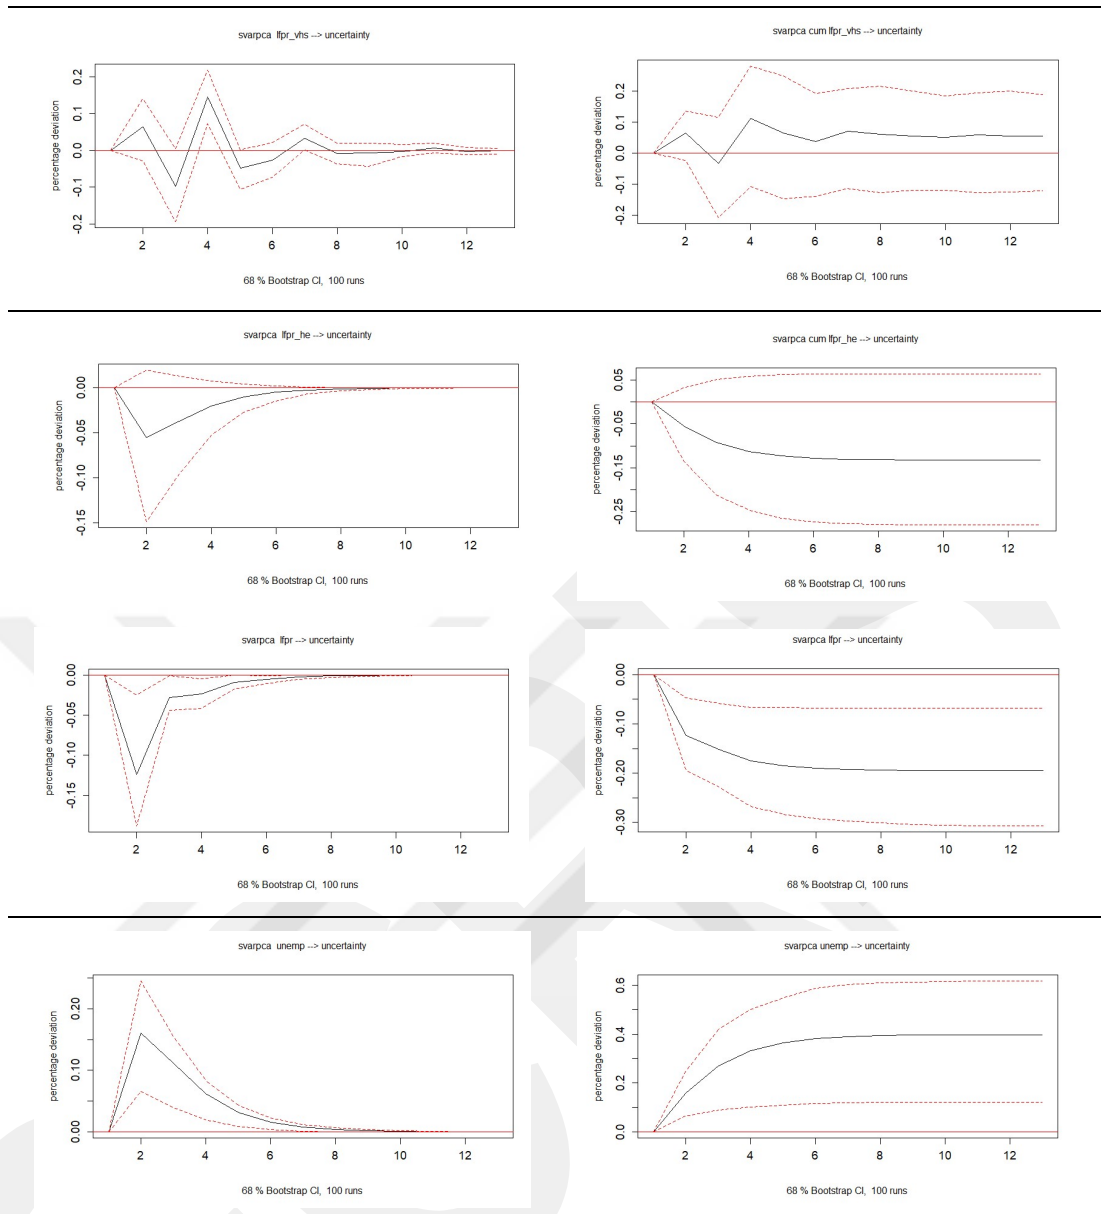 svarpca lfpr_vhs --> uncertainty
percentage deviation
0.2
0.1
0.0
-0.1
-0.2
2 4 6 8 10 12
68 % Bootstrap CI, 100 runs
svarpca cum lfpr_vhs --> uncertainty
percentage deviation
0.2
0.1
0.0
-0.1
-0.2
2 4 6 8 10 12
68 % Bootstrap CI, 100 runs
svarpca lfpr_he --> uncertainty
percentage deviation
0.00
-0.05
-0.10
-0.15
2 4 6 8 10 12
68 % Bootstrap CI, 100 runs
svarpca cum lfpr_he --> uncertainty
percentage deviation
0.05
-0.05
-0.15
-0.25
2 4 6 8 10 12
68 % Bootstrap CI, 100 runs
svarpca lfpr --> uncertainty
percentage deviation
0.00
-0.05
-0.10
-0.15
2 4 6 8 10 12
68 % Bootstrap CI, 100 runs
svarpca lfpr --> uncertainty
percentage deviation
0.00
-0.10
-0.20
-0.30
2 4 6 8 10 12
68 % Bootstrap CI, 100 runs
svarpca unemp --> uncertainty
percentage deviation
0.20
0.10
0.00
2 4 6 8 10 12
68 % Bootstrap CI, 100 runs
svarpca unemp --> uncertainty
percentage deviation
0.6
0.4
0.2
0.0
2 4 6 8 10 12
68 % Bootstrap CI, 100 runs